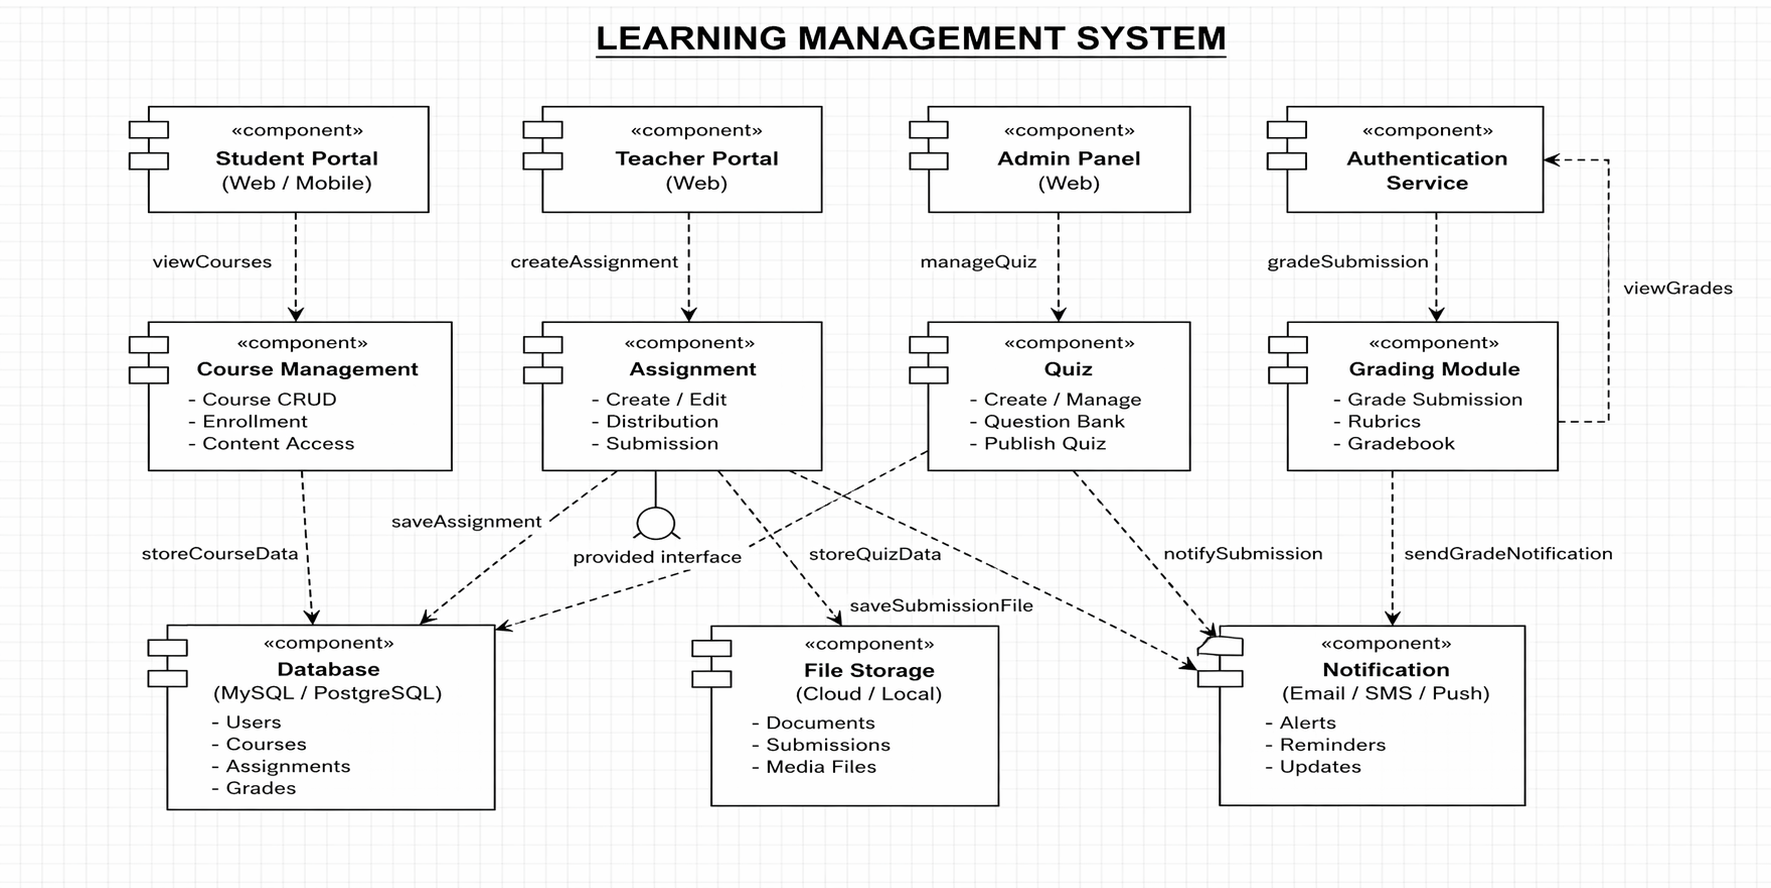 LEARNING MANAGEMENT SYSTEM
«component»
Student Portal
(Web / Mobile)
«component»
Teacher Portal
(Web)
«component»
Admin Panel
(Web)
«component»
Authentication
Service
viewCourses
createAssignment
manageQuiz
gradeSubmission
viewGrades
«component»
Course Management
- Course CRUD
- Enrollment
- Content Access
«component»
Assignment
- Create / Edit
- Distribution
- Submission
«component»
Quiz
- Create / Manage
- Question Bank
- Publish Quiz
«component»
Grading Module
- Grade Submission
- Rubrics
- Gradebook
saveAssignment
storeCourseData
provided interface
storeQuizData
notifySubmission
sendGradeNotification
saveSubmissionFile
«component»
Database
(MySQL / PostgreSQL)
- Users
- Courses
- Assignments
- Grades
«component»
File Storage
(Cloud / Local)
- Documents
- Submissions
- Media Files
«component»
Notification
(Email / SMS / Push)
- Alerts
- Reminders
- Updates